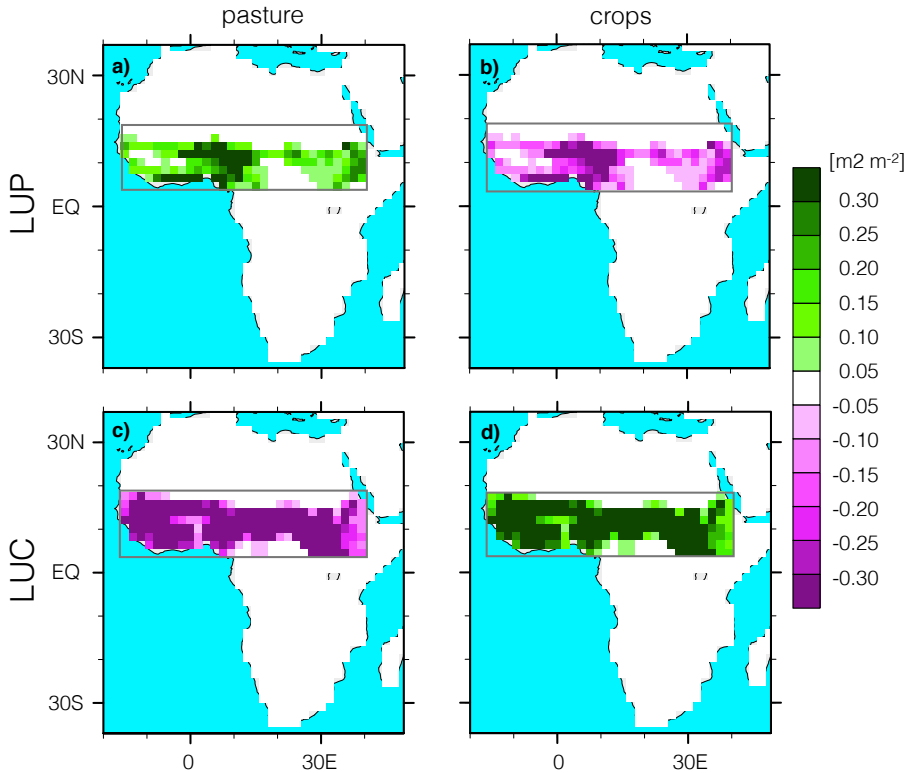 pasture
crops
LUP
a)
30N
EQ
30S
b)
[m2 m⁻²]
0.30
0.25
0.20
0.15
0.10
0.05
-0.05
-0.10
-0.15
-0.20
-0.25
-0.30
LUC
c)
30N
EQ
30S
0
30E
d)
0
30E